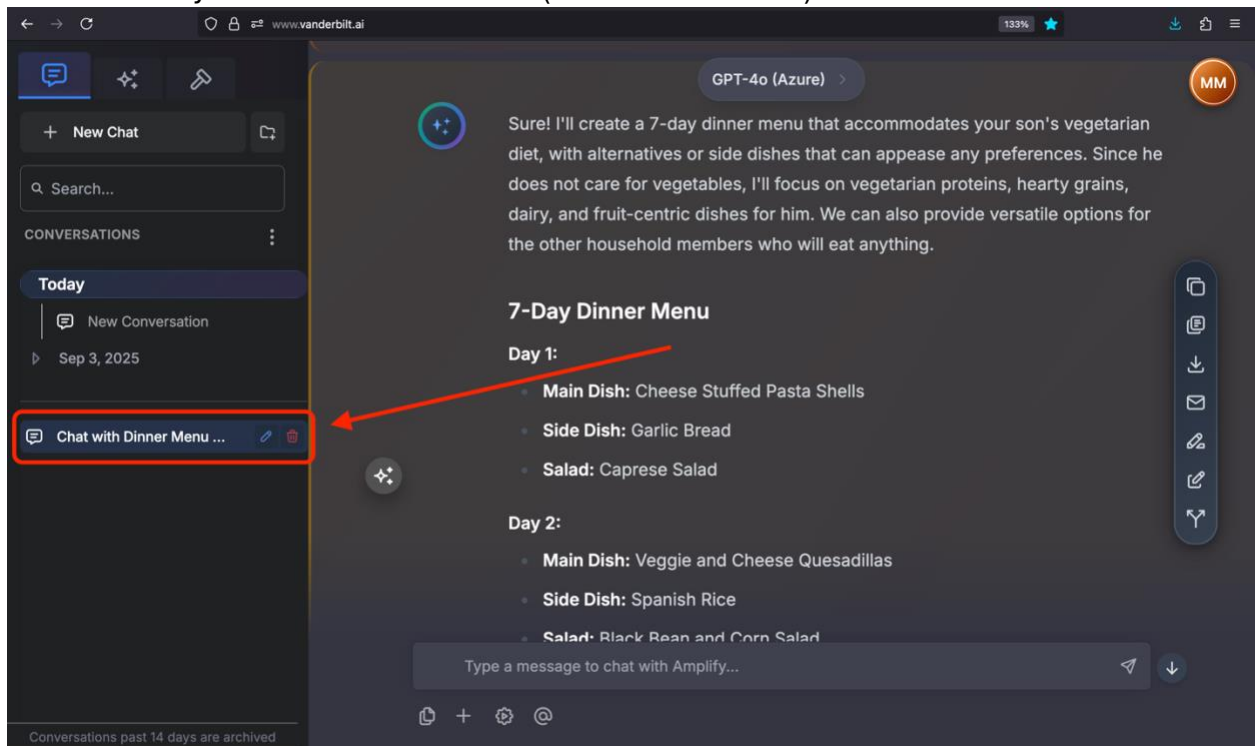 www.vanderbilt.ai
133%
GPT-4o (Azure)
MM
+ New Chat
Search...
CONVERSATIONS
Today
New Conversation
Sep 3, 2025
Chat with Dinner Menu ...
Conversations past 14 days are archived
Sure! I'll create a 7-day dinner menu that accommodates your son's vegetarian
diet, with alternatives or side dishes that can appease any preferences. Since he
does not care for vegetables, I'll focus on vegetarian proteins, hearty grains,
dairy, and fruit-centric dishes for him. We can also provide versatile options for
the other household members who will eat anything.
7-Day Dinner Menu
Day 1:
Main Dish: Cheese Stuffed Pasta Shells
Side Dish: Garlic Bread
Salad: Caprese Salad
Day 2:
Main Dish: Veggie and Cheese Quesadillas
Side Dish: Spanish Rice
Salad: Black Bean and Corn Salad
Type a message to chat with Amplify...